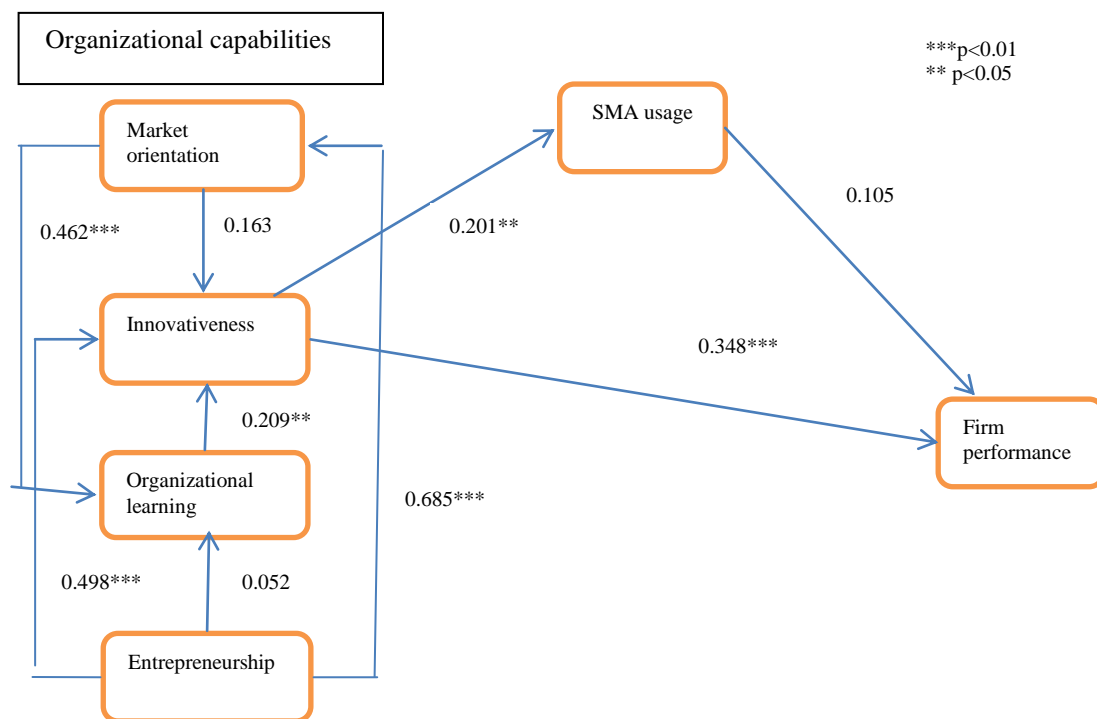 Organizational capabilities
***p<0.01
** p<0.05
Market
orientation
SMA usage
0.462***
0.163
0.201**
0.105
Innovativeness
0.348***
0.209**
Firm
performance
Organizational
learning
0.685***
0.498***
0.052
Entrepreneurship